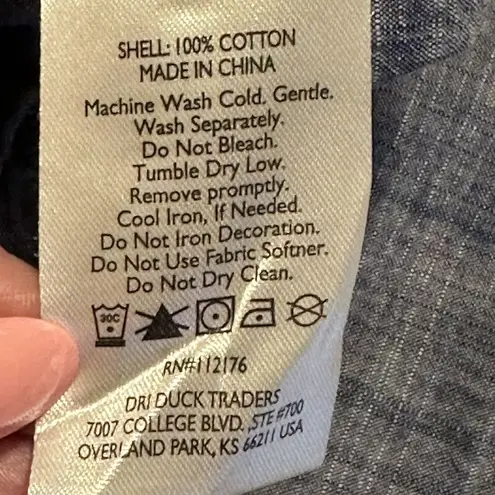 SHELL: 100% COTTON
MADE IN CHINA
Machine Wash Cold. Gentle.
Wash Separately.
Do Not Bleach.
Tumble Dry Low.
Remove promptly.
Cool Iron, If Needed.
Do Not Iron Decoration.
Do Not Use Fabric Softner.
Do Not Dry Clean.
30C
RN#112176
DRI DUCK TRADERS
7007 COLLEGE BLVD. ,STE #700
OVERLAND PARK, KS 66211 USA